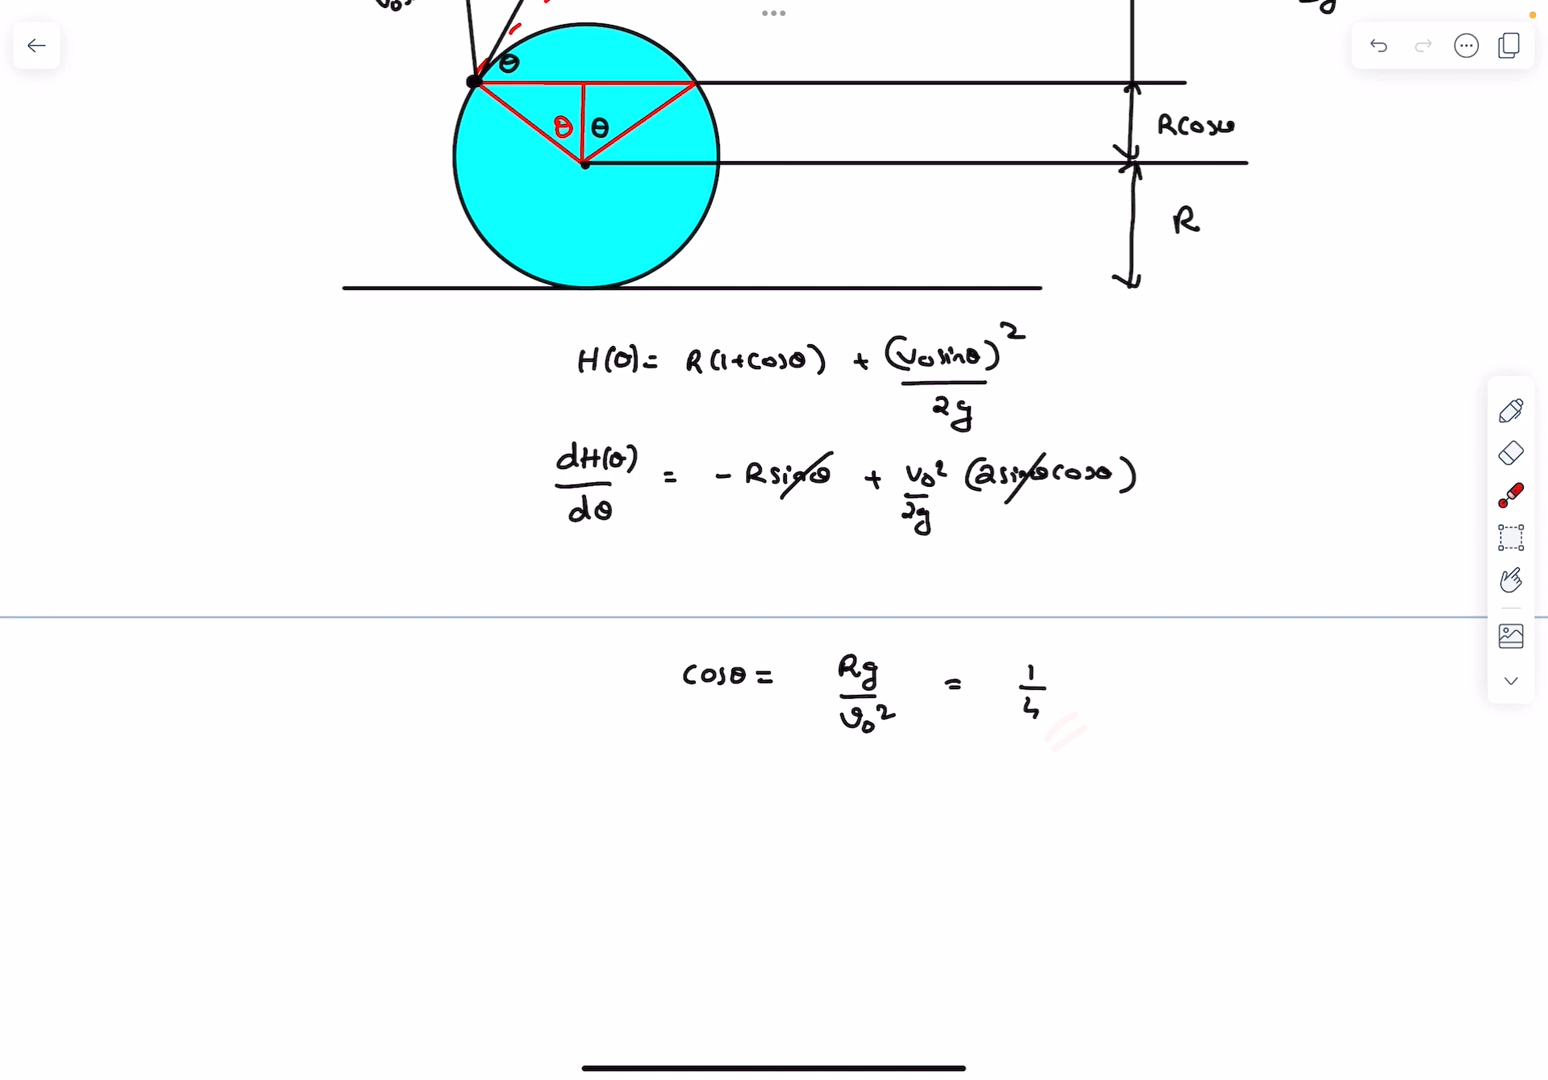 θ
θ θ
Rcosθ
R
H(θ)= R(1+cosθ) + (v₀sinθ)²/2g
dH(θ)/dθ = - Rsinθ + v₀²/2g (2sinθcosθ)
cosθ = Rg/v₀² = 1/4